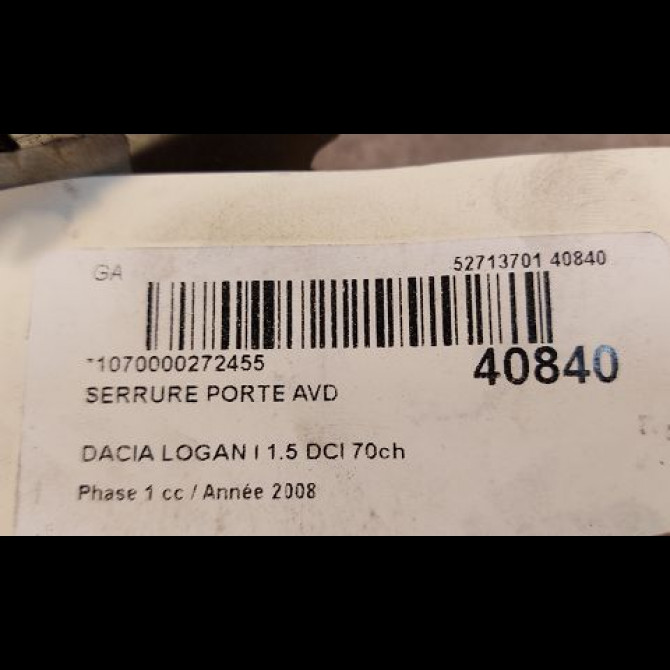 GA
52713701 40840
1070000272455
40840
SERRURE PORTE AVD
DACIA LOGAN I 1.5 DCI 70ch
Phase 1 cc / Année 2008